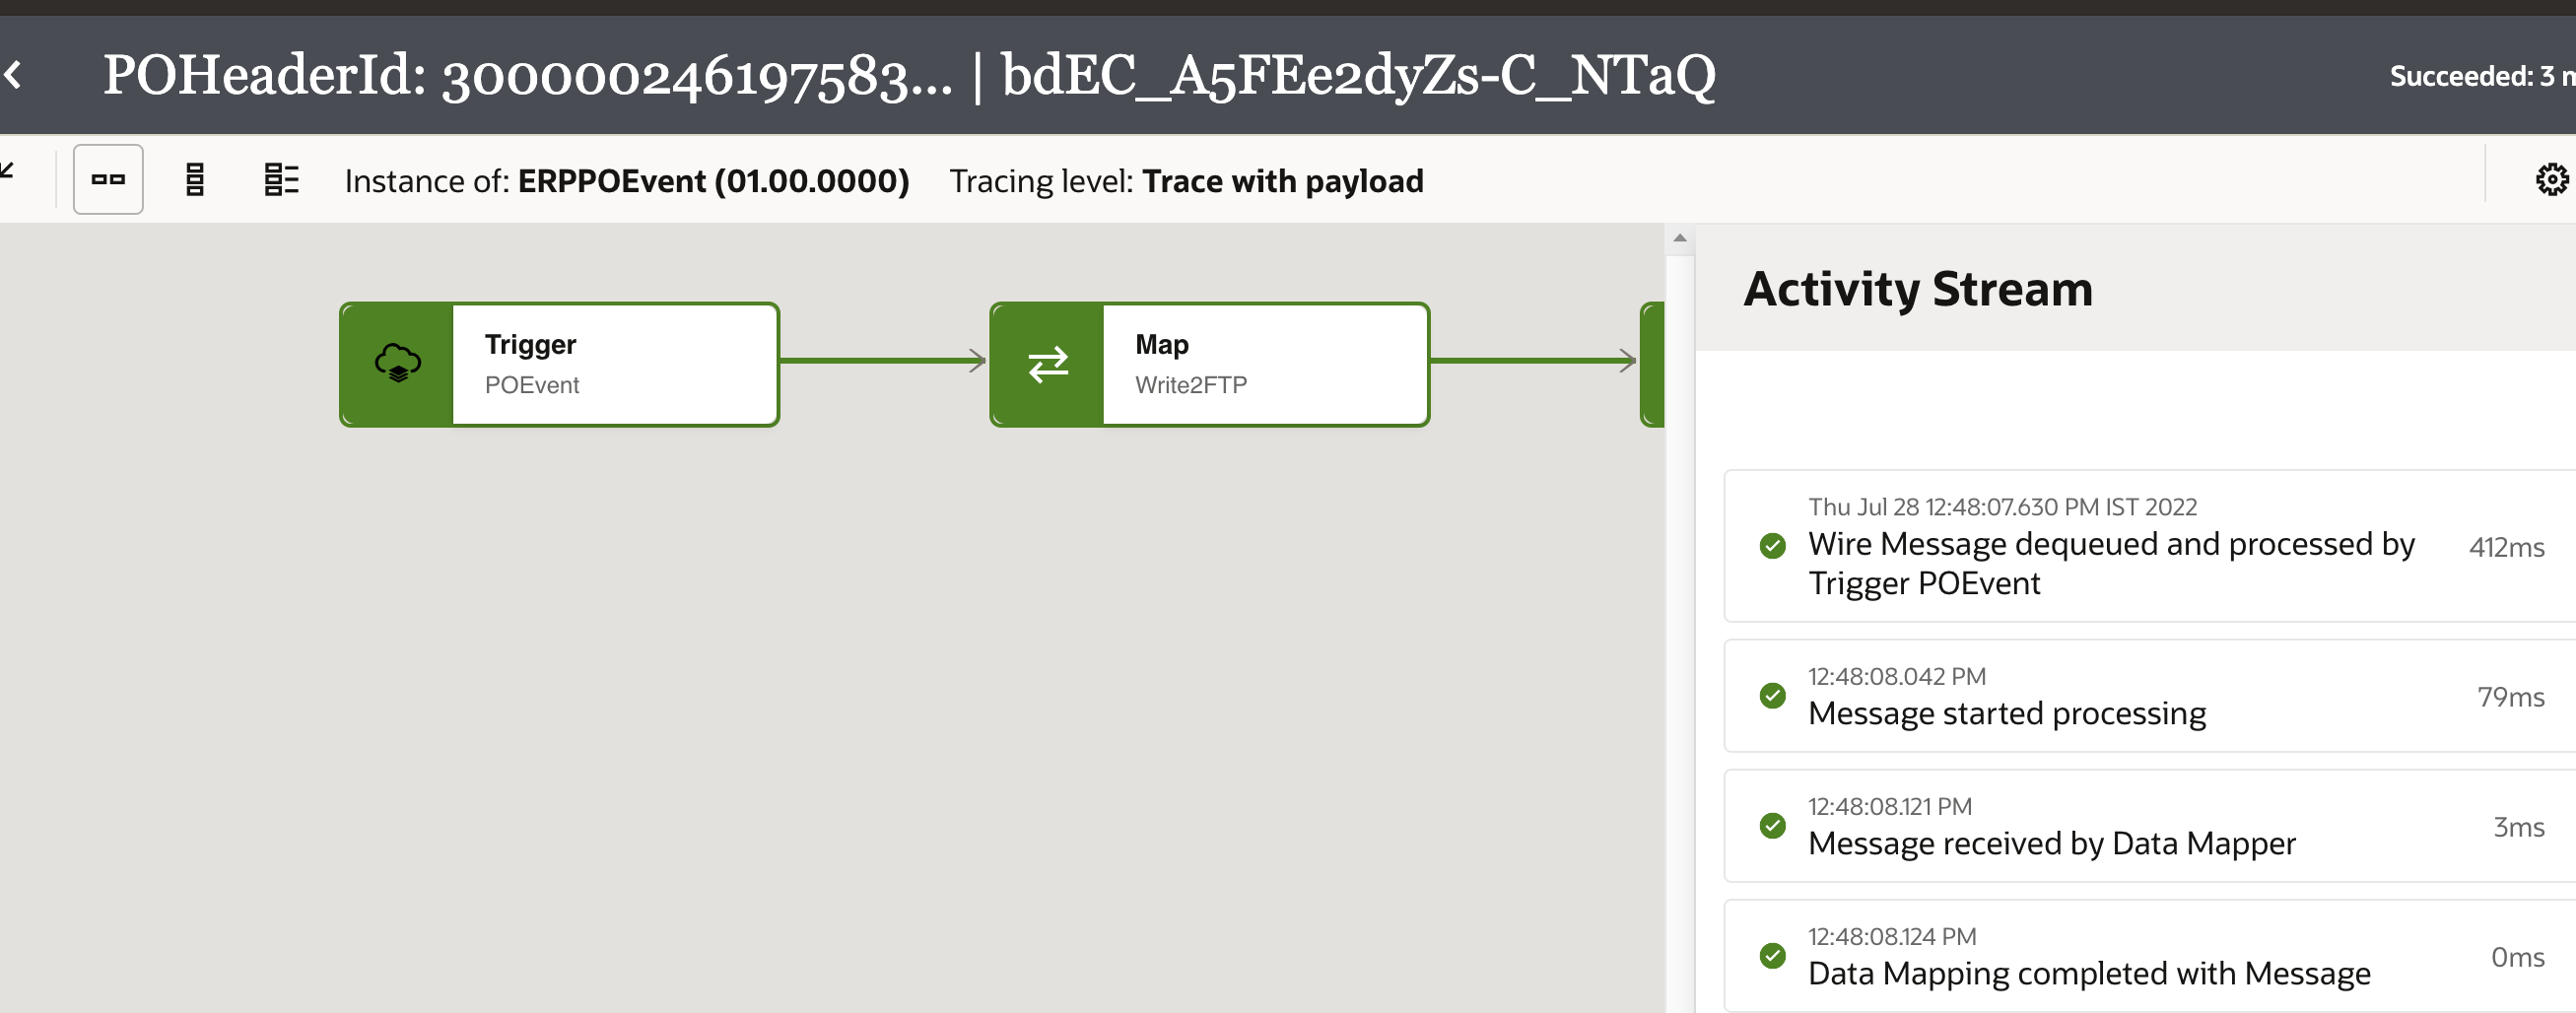 POHeaderId: 300000246197583... | bdEC_A5FEe2dyZs-C_NTaQ
Succeeded: 3 m
Instance of: ERPPOEvent (01.00.0000)
Tracing level: Trace with payload
Trigger
POEvent
Map
Write2FTP
Activity Stream
Thu Jul 28 12:48:07.630 PM IST 2022
Wire Message dequeued and processed by
Trigger POEvent
412ms
12:48:08.042 PM
Message started processing
79ms
12:48:08.121 PM
Message received by Data Mapper
3ms
12:48:08.124 PM
Data Mapping completed with Message
0ms